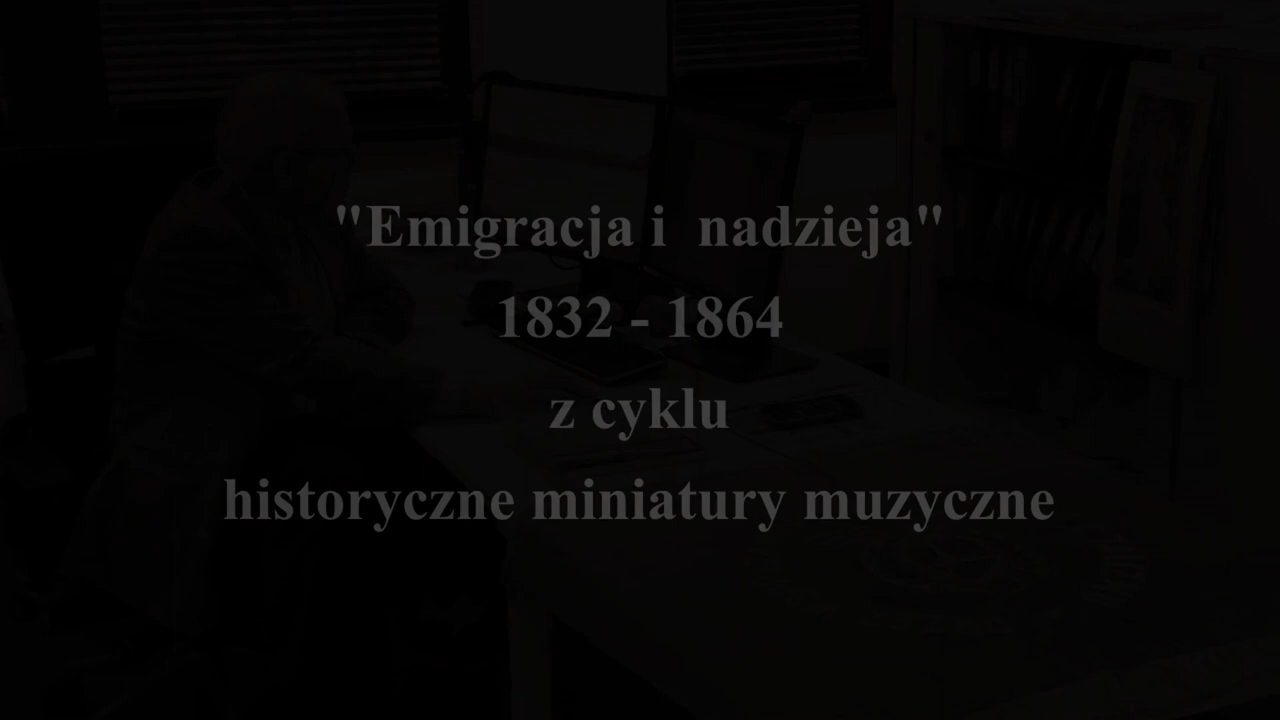 "Emigracja i  nadzieja"
1832 - 1864
z cyklu
historyczne miniatury muzyczne